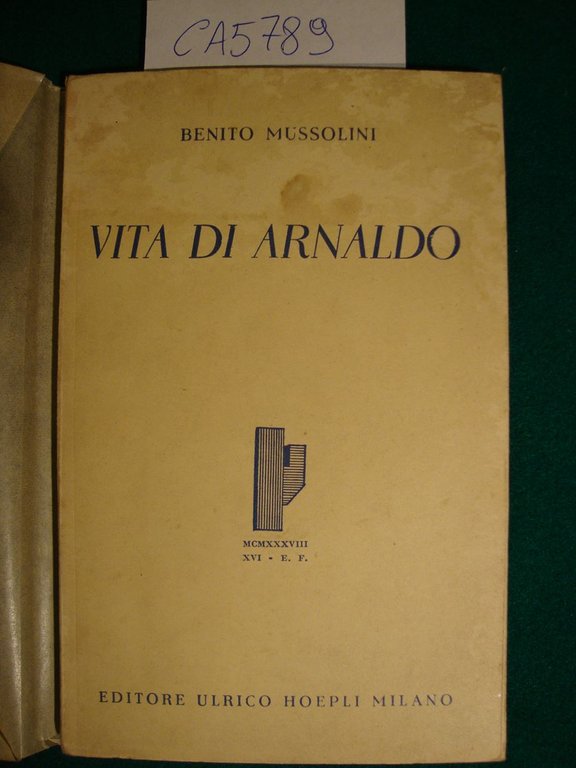 CA5789
BENITO MUSSOLINI
VITA DI ARNALDO
MCMXXXVIII
XVI - E. F.
EDITORE ULRICO HOEPLI MILANO